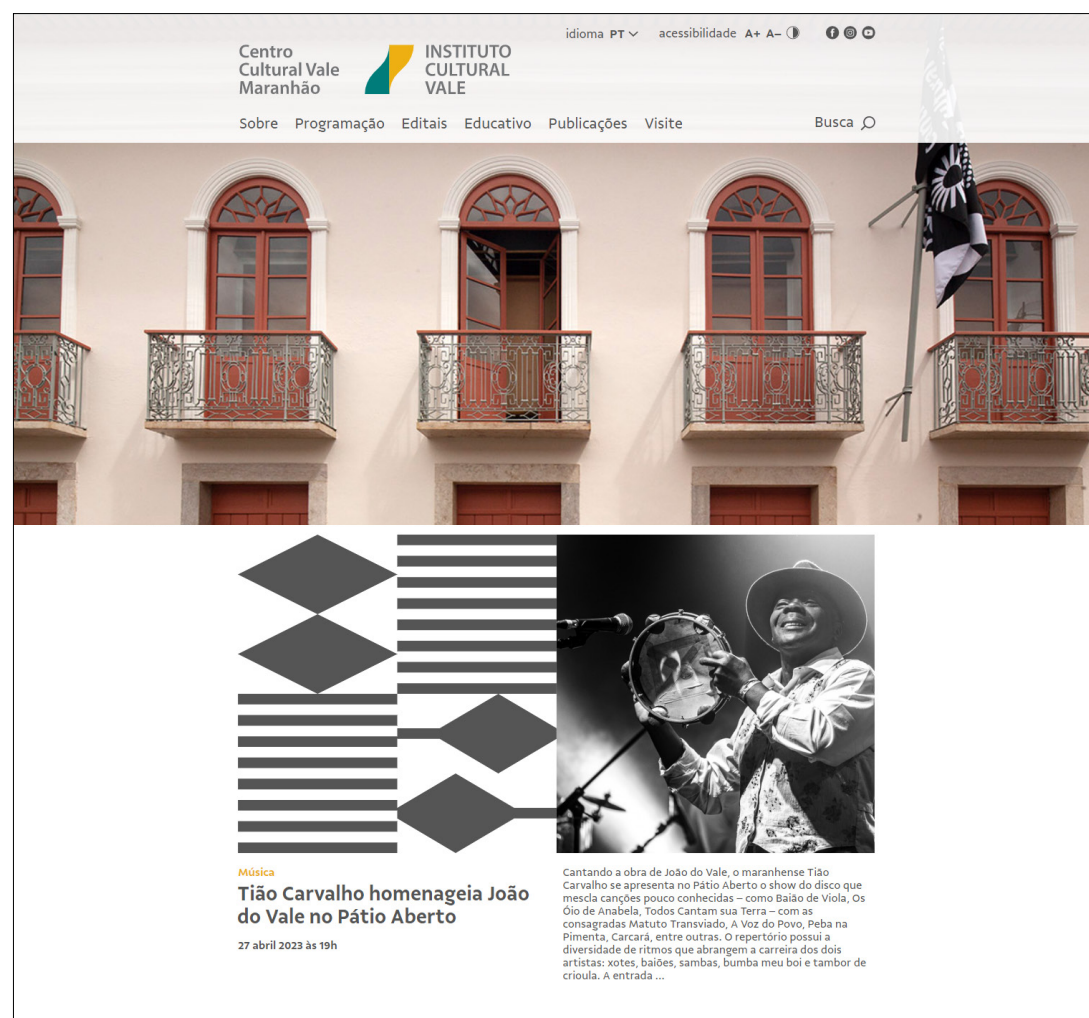 idioma PT
acessibilidade A+ A–
Centro
Cultural Vale
Maranhão
INSTITUTO
CULTURAL
VALE
Sobre Programação Editais Educativo Publicações Visite
Busca
Música
Tião Carvalho homenageia João
do Vale no Pátio Aberto
27 abril 2023 às 19h
Cantando a obra de João do Vale, o maranhense Tião
Carvalho se apresenta no Pátio Aberto o show do disco que
mescla canções pouco conhecidas – como Baião de Viola, Os
Óio de Anabela, Todos Cantam sua Terra – com as
consagradas Matuto Transviado, A Voz do Povo, Peba na
Pimenta, Carcará, entre outras. O repertório possui a
diversidade de ritmos que abrangem a carreira dos dois
artistas: xotes, baiões, sambas, bumba meu boi e tambor de
crioula. A entrada ...